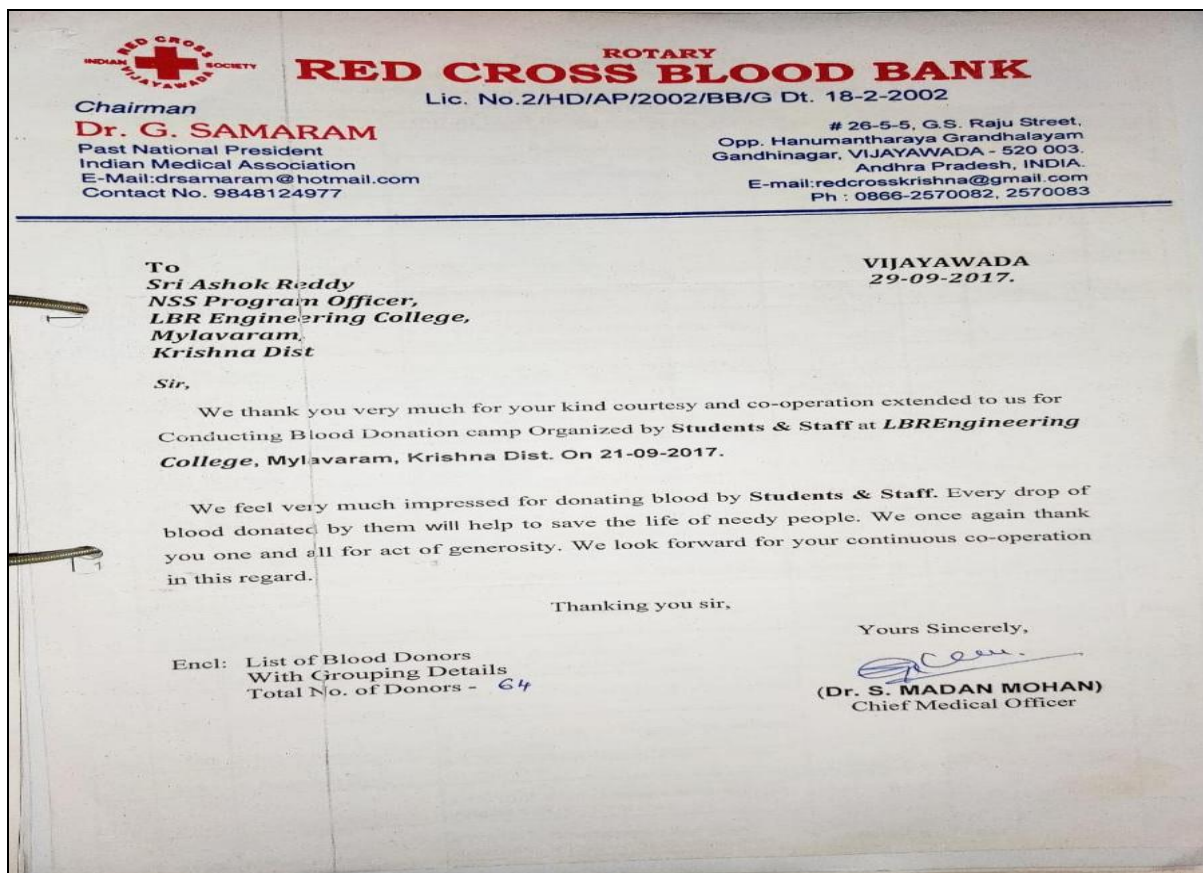 INDIAN RED CROSS SOCIETY
VIJAYAWADA
ROTARY
RED CROSS BLOOD BANK
Lic. No.2/HD/AP/2002/BB/G Dt. 18-2-2002
Chairman
Dr. G. SAMARAM
Past National President
Indian Medical Association
E-Mail:drsamaram@hotmail.com
Contact No. 9848124977
# 26-5-5, G.S. Raju Street,
Opp. Hanumantharaya Grandhalayam
Gandhinagar, VIJAYAWADA - 520 003.
Andhra Pradesh, INDIA.
E-mail:redcrosskrishna@gmail.com
Ph : 0866-2570082, 2570083
To
Sri Ashok Reddy
NSS Program Officer,
LBR Engineering College,
Mylavaram,
Krishna Dist
VIJAYAWADA
29-09-2017.
Sir,
We thank you very much for your kind courtesy and co-operation extended to us for
Conducting Blood Donation camp Organized by Students & Staff at LBREngineering
College, Mylavaram, Krishna Dist. On 21-09-2017.
We feel very much impressed for donating blood by Students & Staff. Every drop of
blood donated by them will help to save the life of needy people. We once again thank
you one and all for act of generosity. We look forward for your continuous co-operation
in this regard.
Thanking you sir,
Yours Sincerely,
Encl: List of Blood Donors
With Grouping Details
Total No. of Donors - 64
(Dr. S. MADAN MOHAN)
Chief Medical Officer